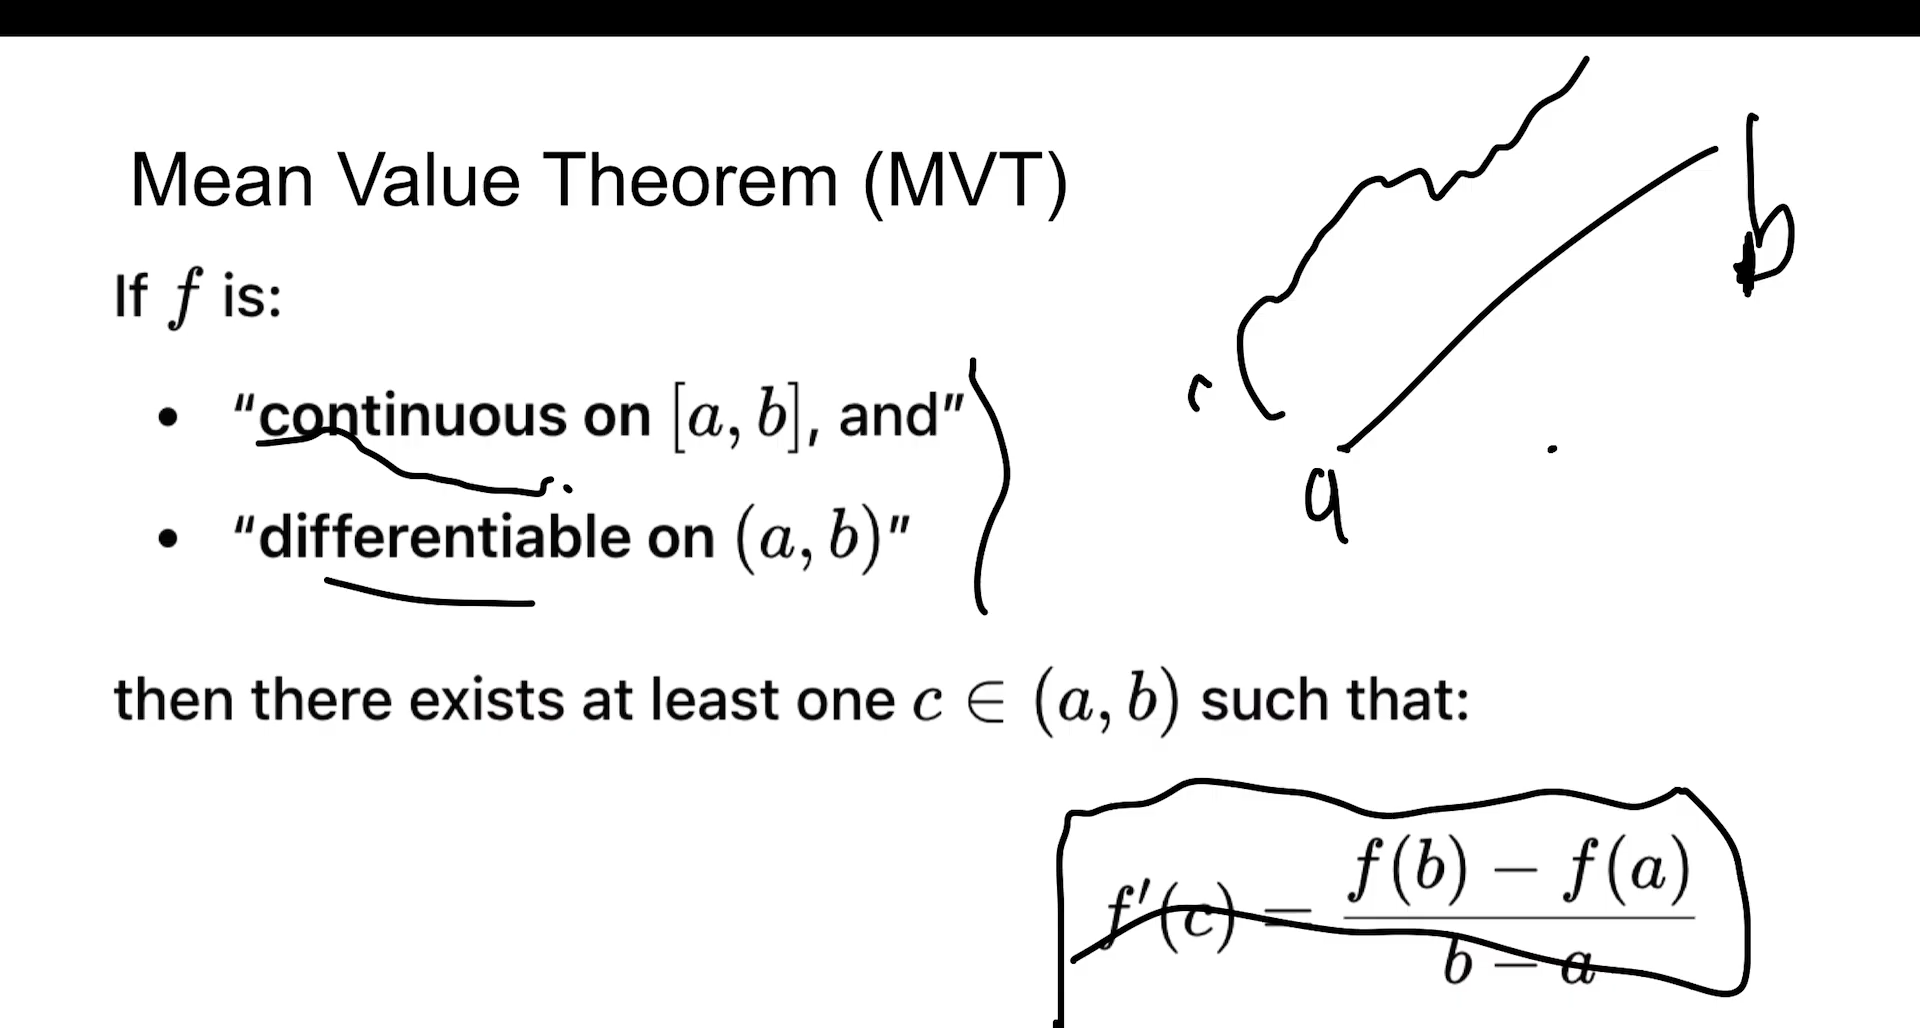 Mean Value Theorem (MVT)
If f is:
• “continuous on [a, b], and”
• “differentiable on (a, b)”
then there exists at least one c ∈ (a, b) such that:
f′(c) = f(b) − f(a) / b − a
b
a